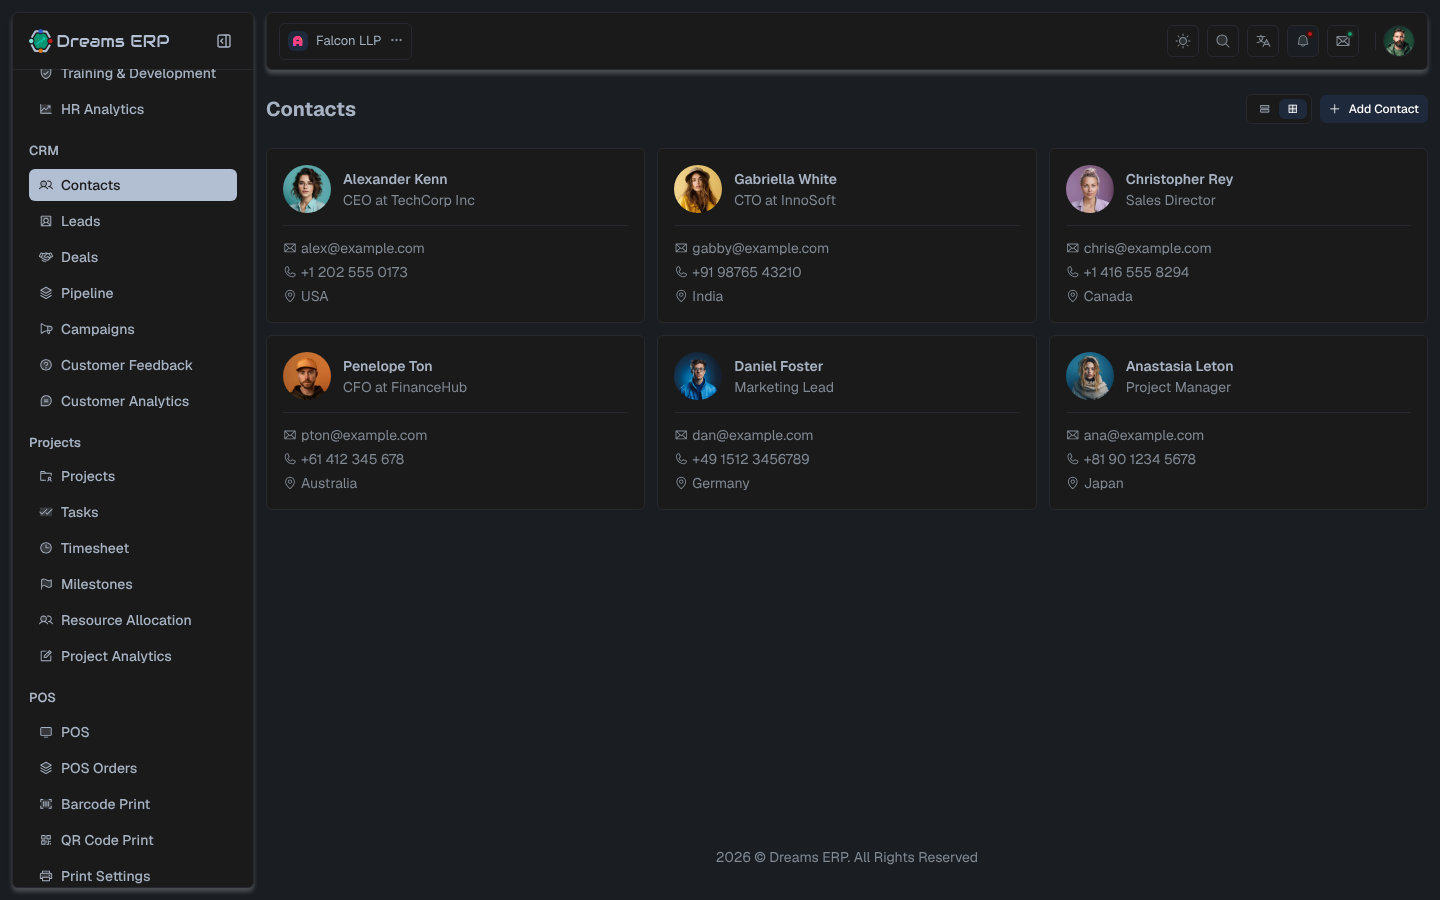 Dreams ERP
Training & Development
HR Analytics
CRM
Contacts
Leads
Deals
Pipeline
Campaigns
Customer Feedback
Customer Analytics
Projects
Projects
Tasks
Timesheet
Milestones
Resource Allocation
Project Analytics
POS
POS
POS Orders
Barcode Print
QR Code Print
Print Settings
Falcon LLP
Contacts
Add Contact
Alexander Kenn
CEO at TechCorp Inc
alex@example.com
+1 202 555 0173
USA
Gabriella White
CTO at InnoSoft
gabby@example.com
+91 98765 43210
India
Christopher Rey
Sales Director
chris@example.com
+1 416 555 8294
Canada
Penelope Ton
CFO at FinanceHub
pton@example.com
+61 412 345 678
Australia
Daniel Foster
Marketing Lead
dan@example.com
+49 1512 3456789
Germany
Anastasia Leton
Project Manager
ana@example.com
+81 90 1234 5678
Japan
2026 © Dreams ERP. All Rights Reserved